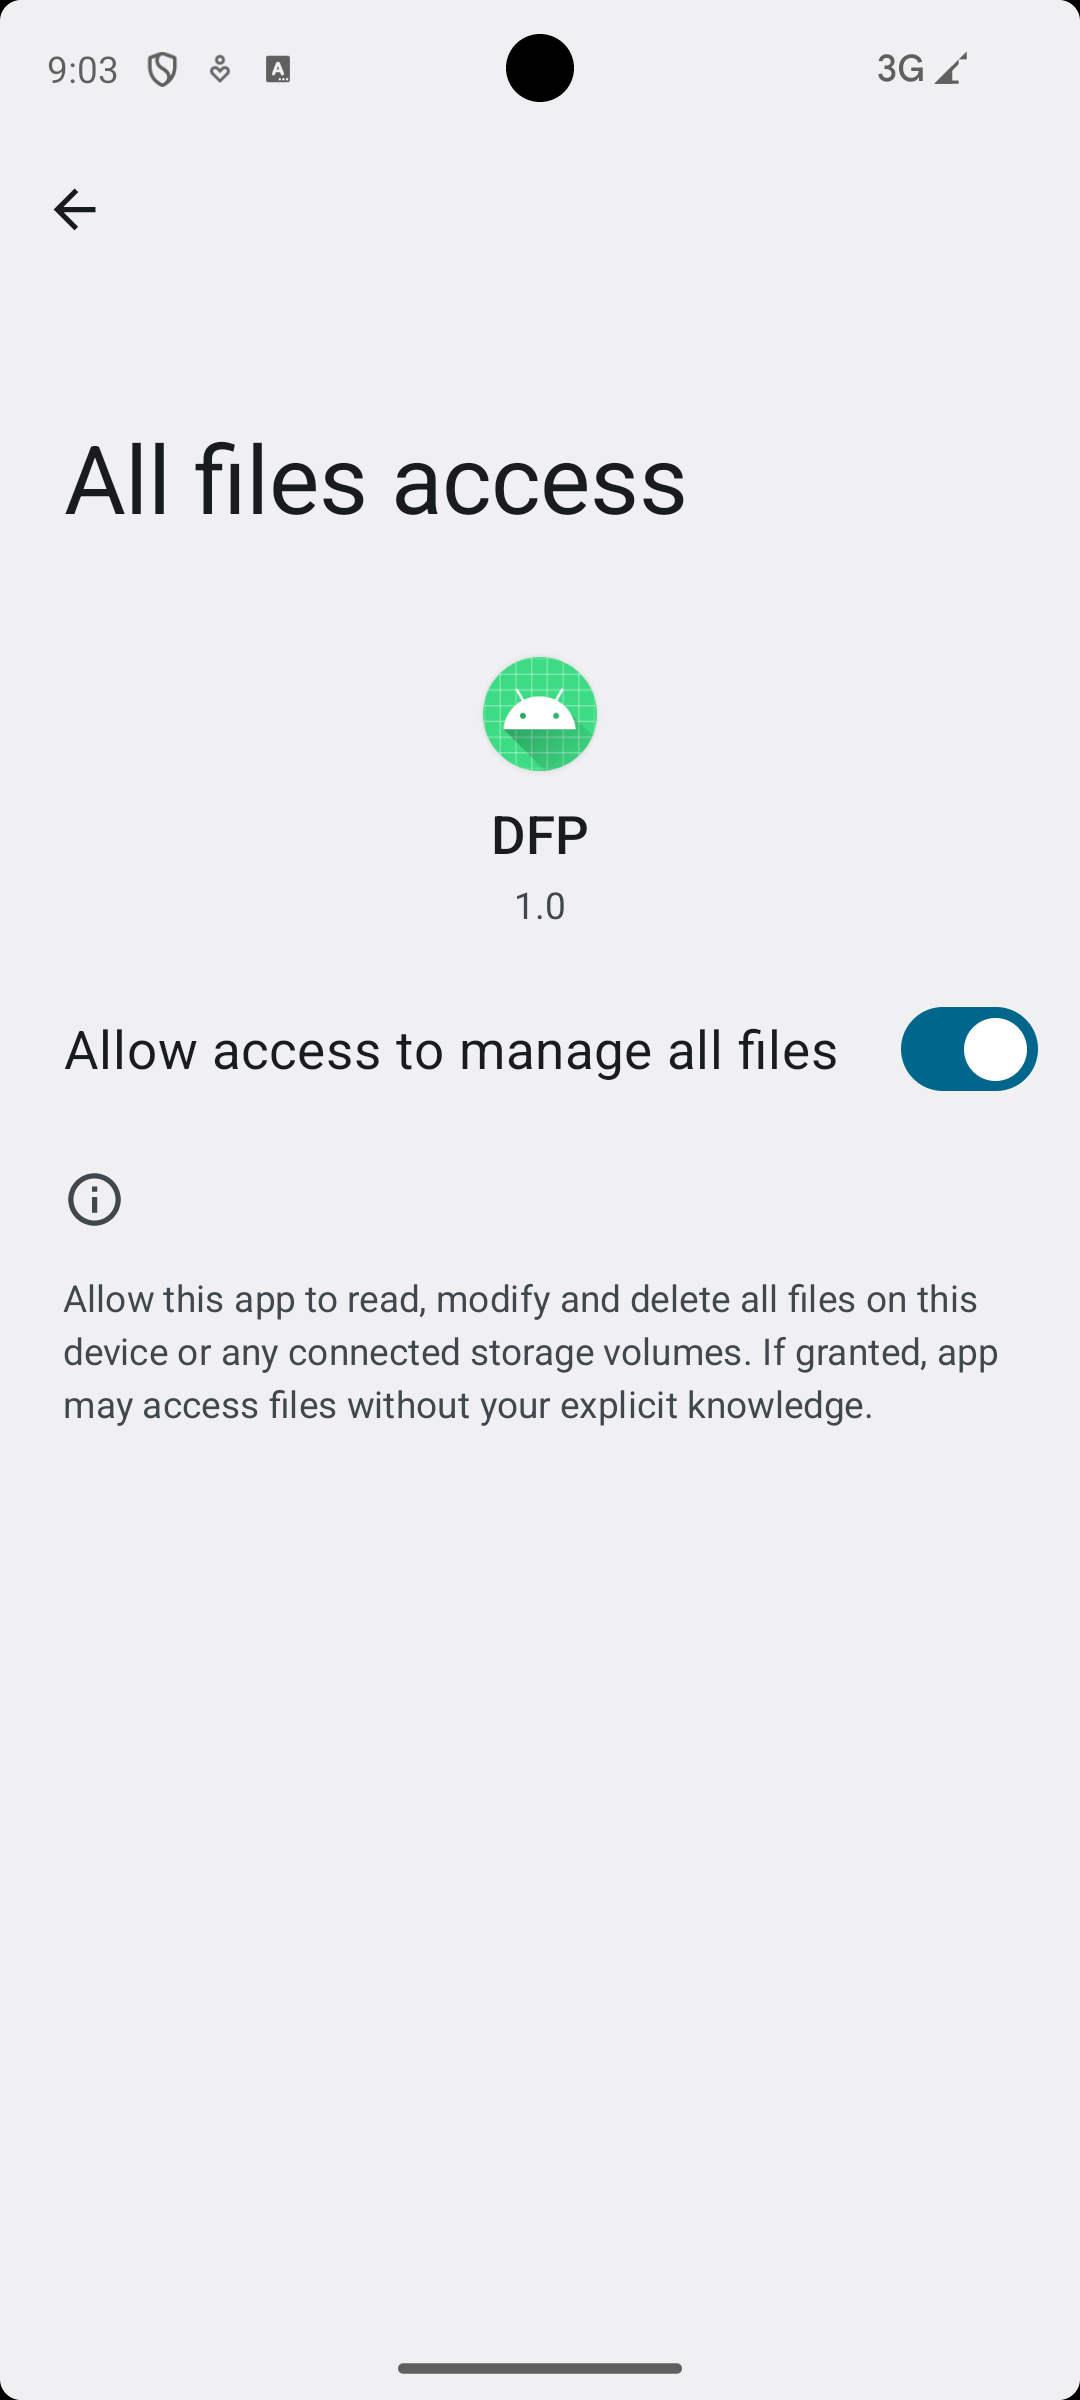 9:03
3G
All files access
DFP
1.0
Allow access to manage all files
Allow this app to read, modify and delete all files on this
device or any connected storage volumes. If granted, app
may access files without your explicit knowledge.